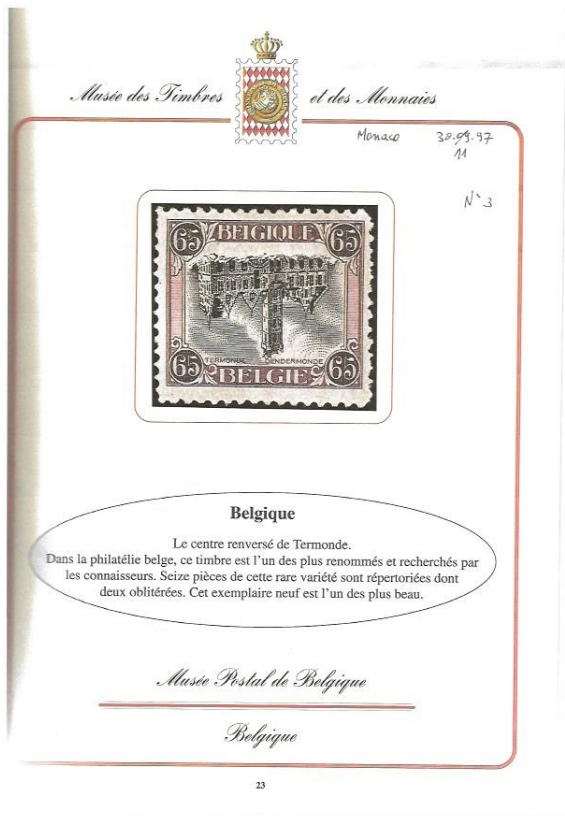 Musée des Timbres et des Monnaies
Monaco 30.09.97
11
N° 3
65 BELGIQUE 65
TERMONDE DENDERMONDE
65 BELGIE 65
Belgique
Le centre renversé de Termonde.
Dans la philatélie belge, ce timbre est l'un des plus renommés et recherchés par
les connaisseurs. Seize pièces de cette rare variété sont répertoriées dont
deux oblitérées. Cet exemplaire neuf est l'un des plus beau.
Musée Postal de Belgique
Belgique
23